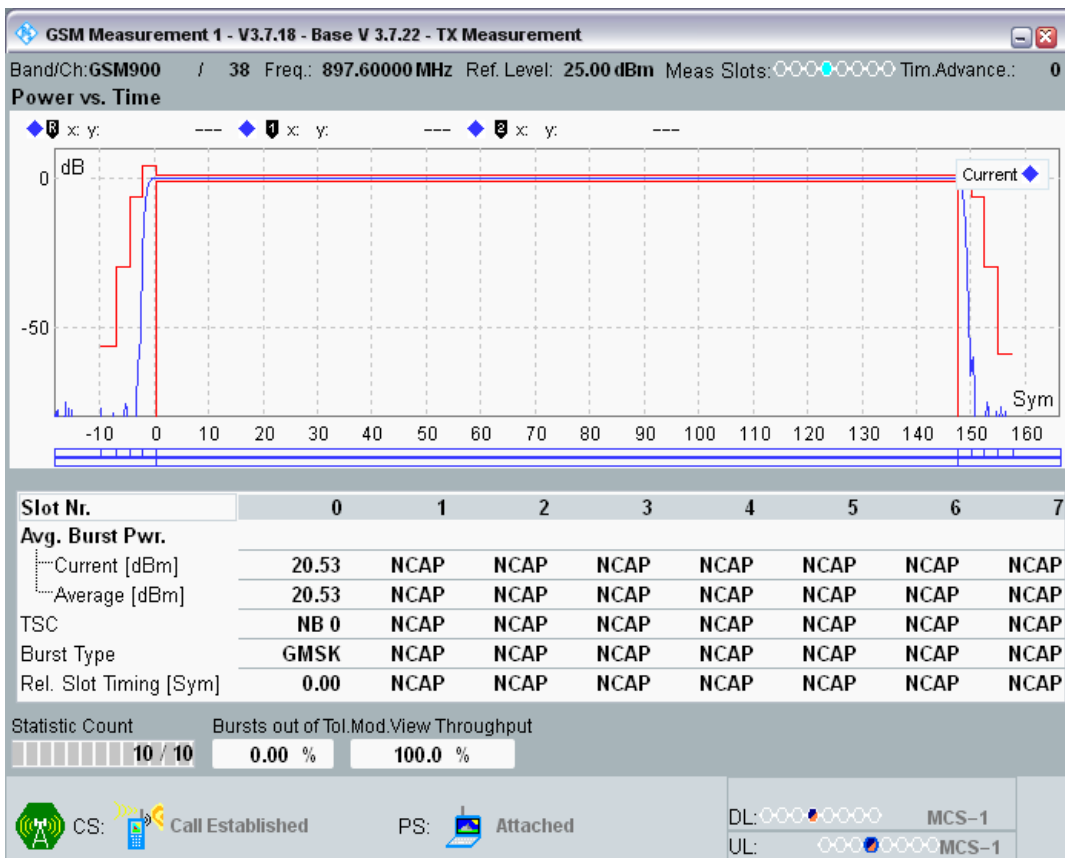 GSM Measurement 1 - V3.7.18 - Base V 3.7.22 - TX Measurement
Band/Ch:GSM900 / 38 Freq.: 897.60000 MHz Ref. Level: 25.00 dBm Meas Slots: Tim.Advance.: 0
Power vs. Time
R x: y: --- 1 x: y: --- 2 x: y: ---
dB
Current
0
-50
Sym
-10 0 10 20 30 40 50 60 70 80 90 100 110 120 130 140 150 160
Slot Nr. 0 1 2 3 4 5 6 7
Avg. Burst Pwr.
Current [dBm] 20.53 NCAP NCAP NCAP NCAP NCAP NCAP NCAP
Average [dBm] 20.53 NCAP NCAP NCAP NCAP NCAP NCAP NCAP
TSC NB 0 NCAP NCAP NCAP NCAP NCAP NCAP NCAP
Burst Type GMSK NCAP NCAP NCAP NCAP NCAP NCAP NCAP
Rel. Slot Timing [Sym] 0.00 NCAP NCAP NCAP NCAP NCAP NCAP NCAP
Statistic Count Bursts out of Tol.Mod.View Throughput
10 / 10 0.00 % 100.0 %
CS: Call Established PS: Attached DL: MCS-1
UL: MCS-1